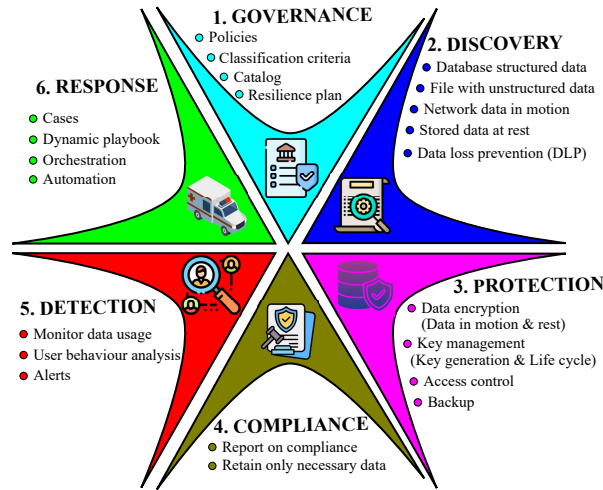 1. GOVERNANCE
Policies
Classification criteria
Catalog
Resilience plan
2. DISCOVERY
Database structured data
File with unstructured data
Network data in motion
Stored data at rest
Data loss prevention (DLP)
3. PROTECTION
Data encryption
(Data in motion & rest)
Key management
(Key generation & Life cycle)
Access control
Backup
4. COMPLIANCE
Report on compliance
Retain only necessary data
5. DETECTION
Monitor data usage
User behaviour analysis
Alerts
6. RESPONSE
Cases
Dynamic playbook
Orchestration
Automation